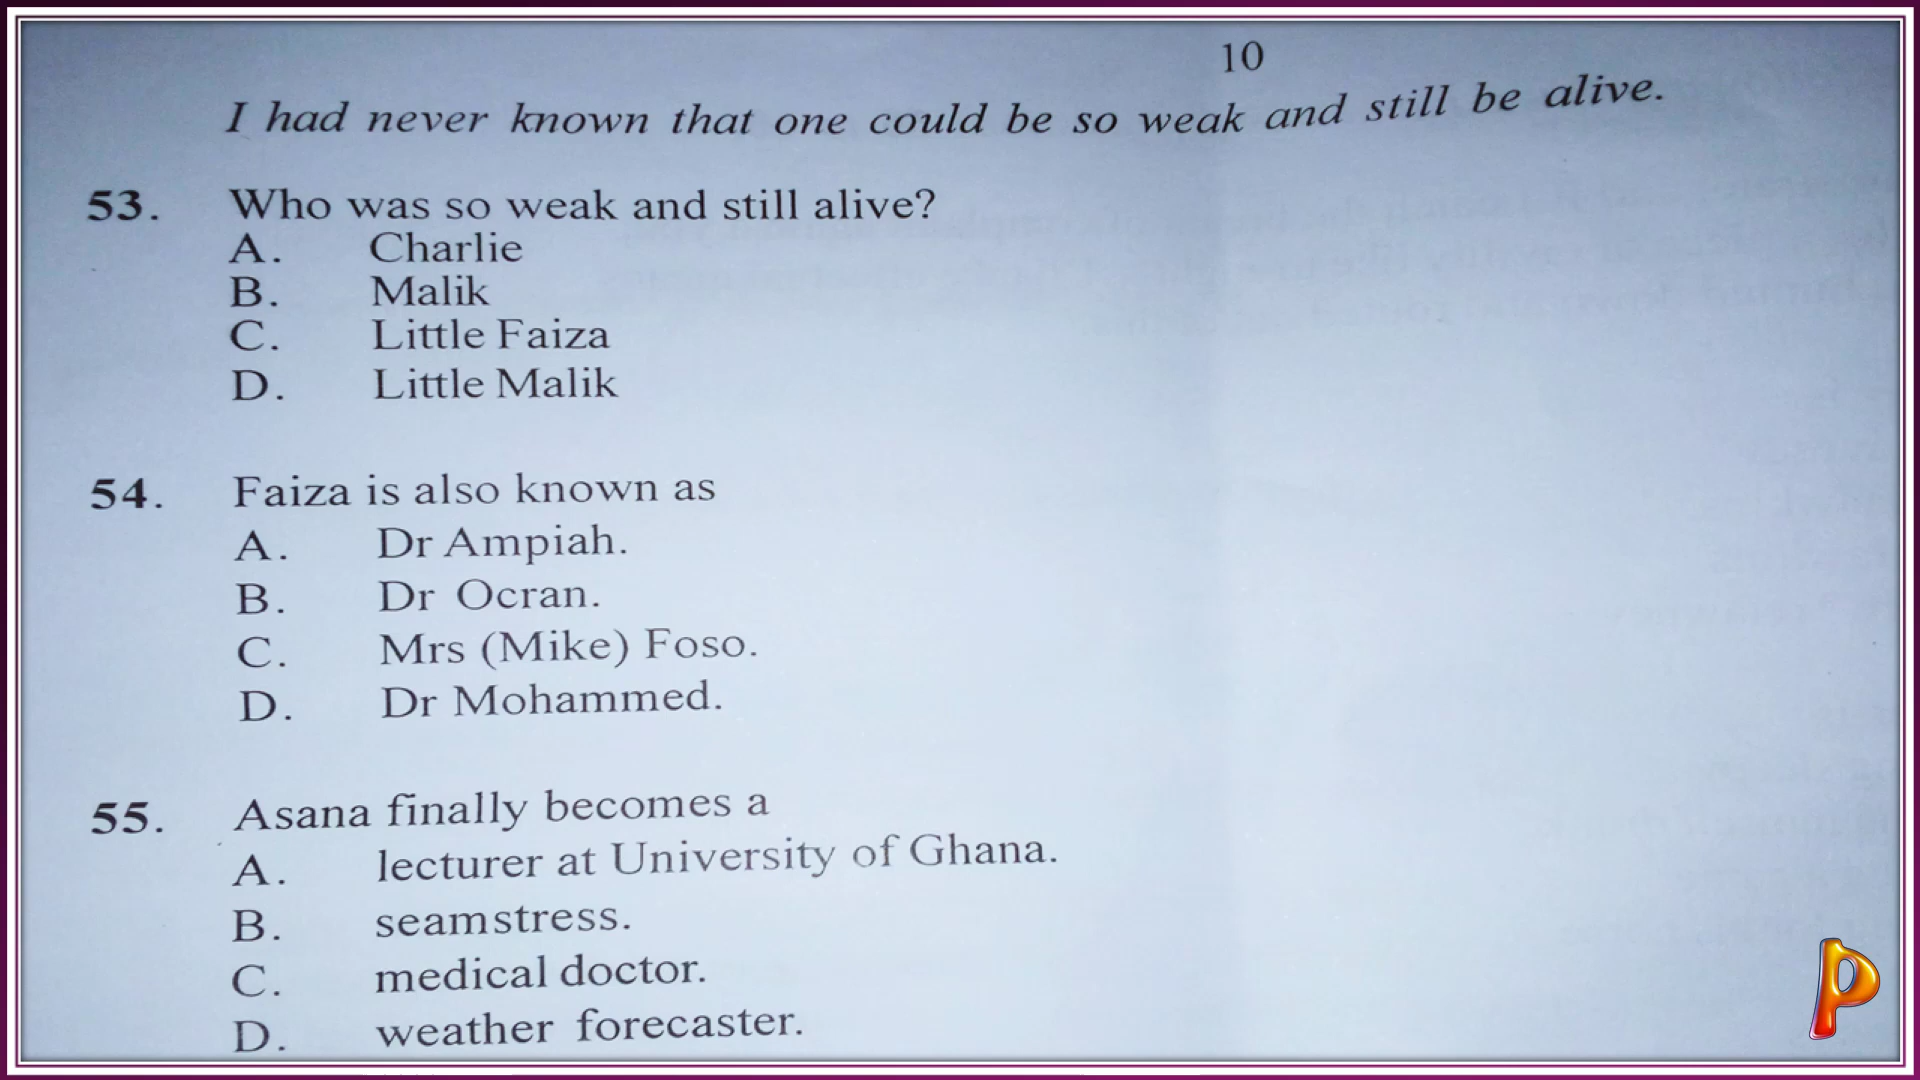 10
I had never known that one could be so weak and still be alive.
53. Who was so weak and still alive?
A. Charlie
B. Malik
C. Little Faiza
D. Little Malik
54. Faiza is also known as
A. Dr Ampiah.
B. Dr Ocran.
C. Mrs (Mike) Foso.
D. Dr Mohammed.
55. Asana finally becomes a
A. lecturer at University of Ghana.
B. seamstress.
C. medical doctor.
D. weather forecaster.
P